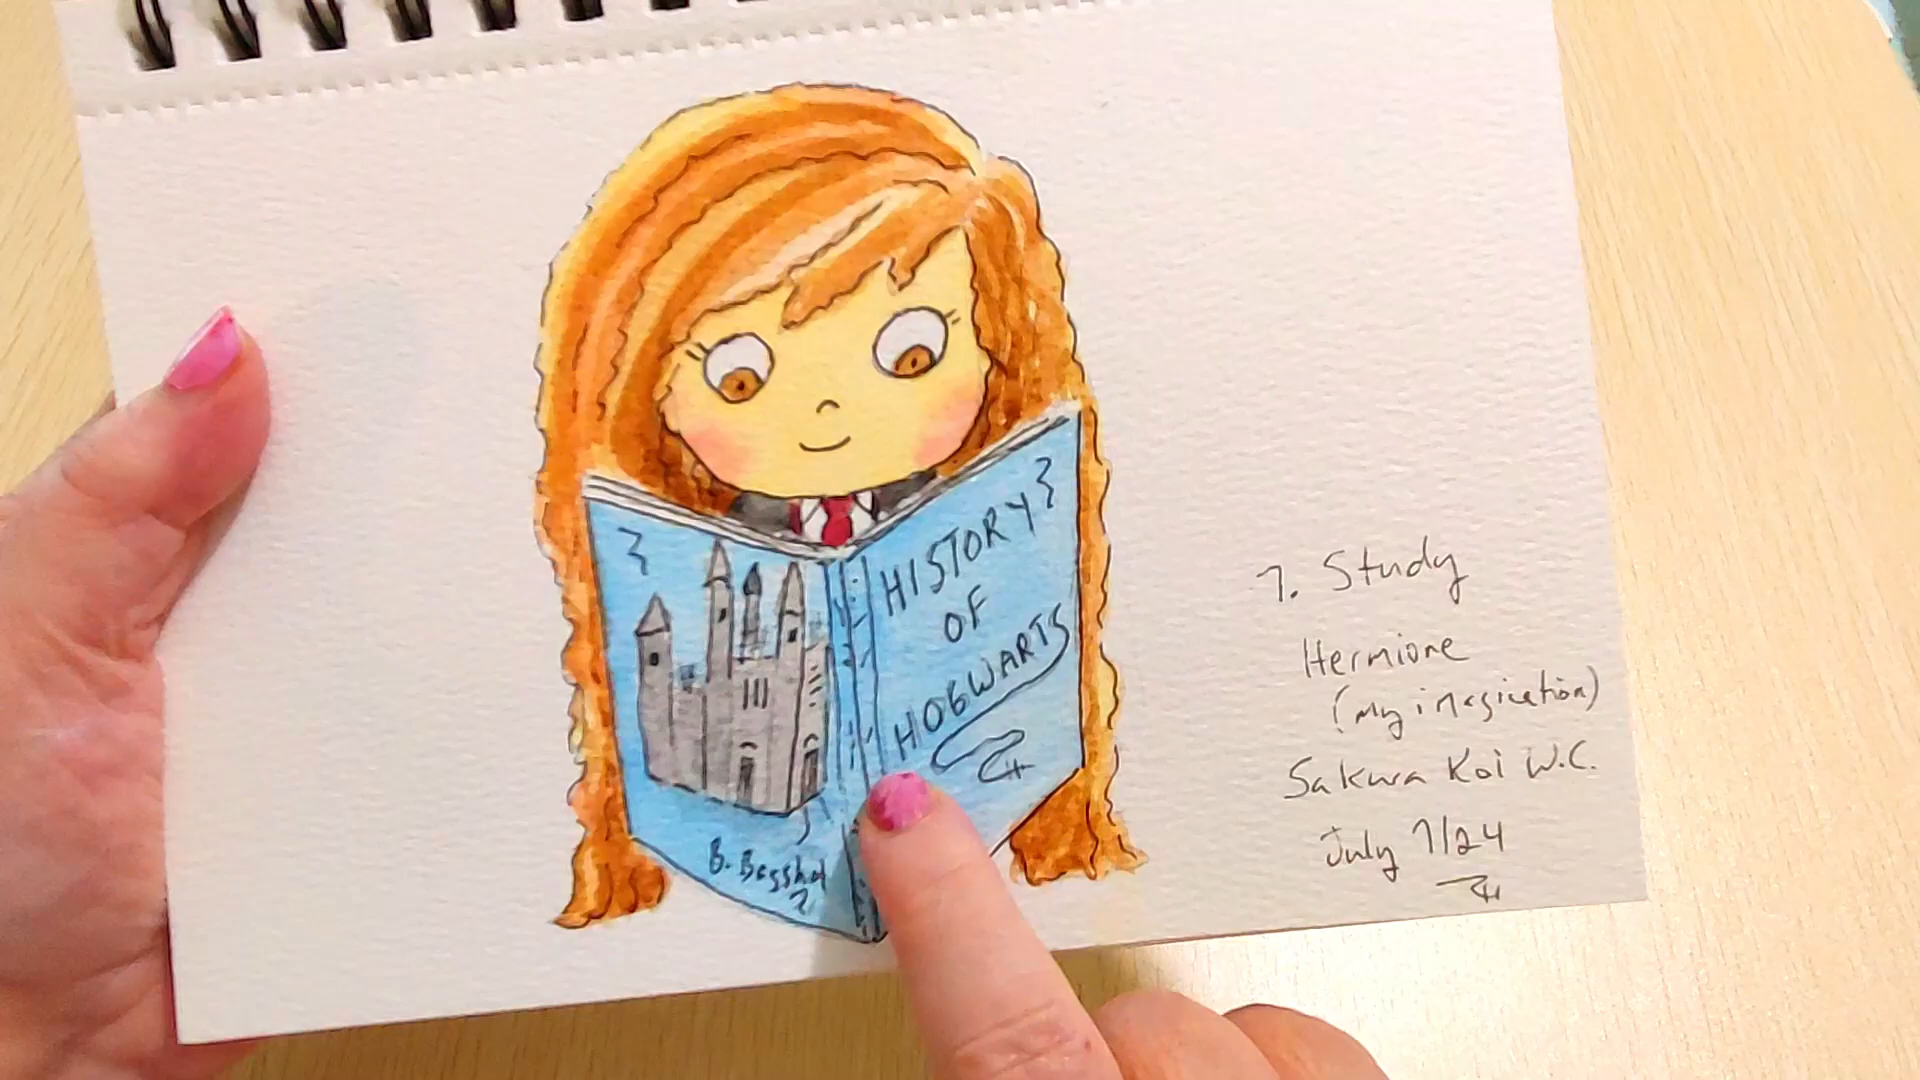 HISTORY
OF
HOGWARTS
B. Bagshot
7. Study
Hermione
(my imagination)
Sakura Koi W.C.
July 7/24